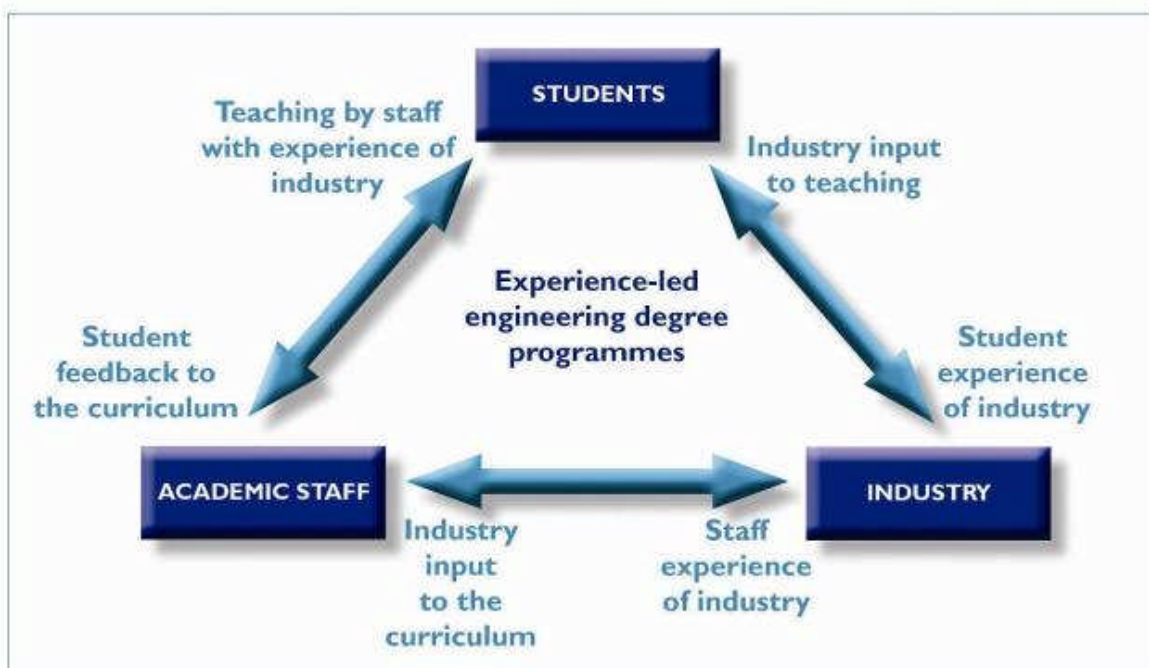 STUDENTS
Teaching by staff
with experience of
industry
Industry input
to teaching
Experience-led
engineering degree
programmes
Student
feedback to
the curriculum
Student
experience
of industry
ACADEMIC STAFF
INDUSTRY
Industry
input
to the
curriculum
Staff
experience
of industry